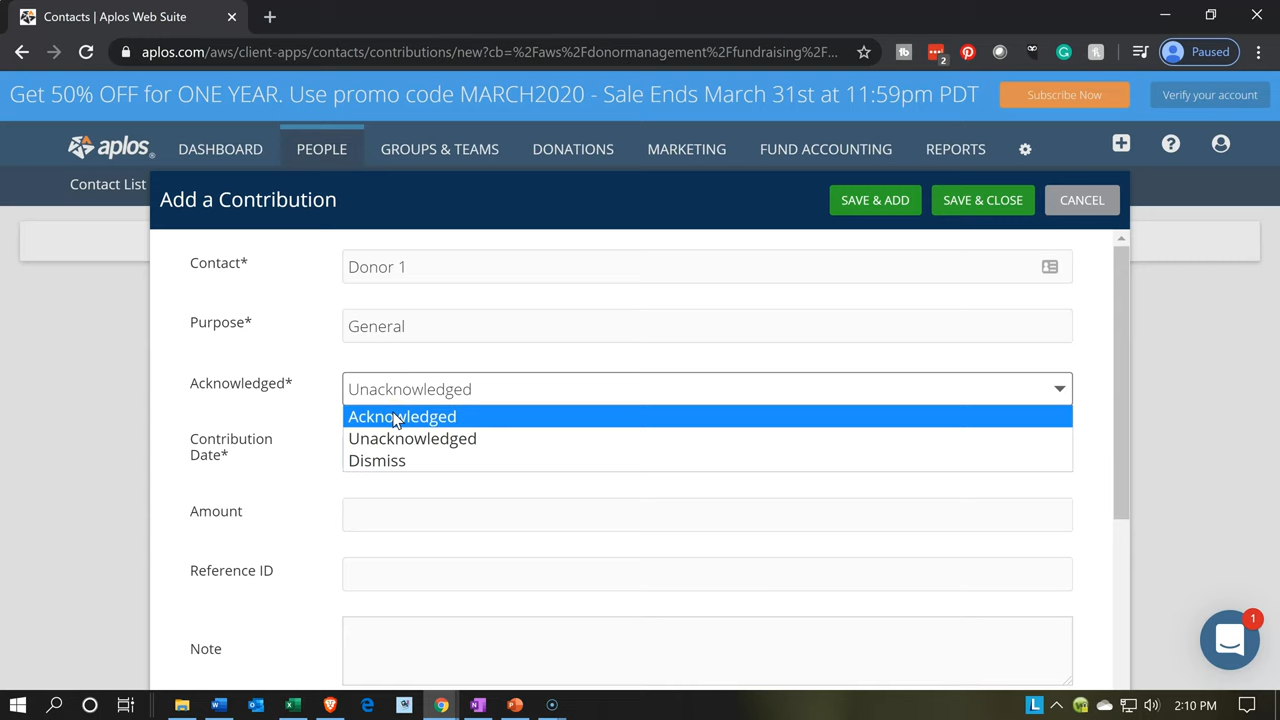 Contacts | Aplos Web Suite
aplos.com/aws/client-apps/contacts/contributions/new?cb=%2Faws%2Fdonormanagement%2Ffundraising%2F...
2
Paused
Get 50% OFF for ONE YEAR. Use promo code MARCH2020 - Sale Ends March 31st at 11:59pm PDT
Subscribe Now
Verify your account
aplos
DASHBOARD
PEOPLE
GROUPS & TEAMS
DONATIONS
MARKETING
FUND ACCOUNTING
REPORTS
Contact List
Add a Contribution
SAVE & ADD
SAVE & CLOSE
CANCEL
Contact*
Donor 1
Purpose*
General
Acknowledged*
Unacknowledged
Acknowledged
Unacknowledged
Dismiss
Contribution
Date*
Amount
Reference ID
Note
1
2:10 PM